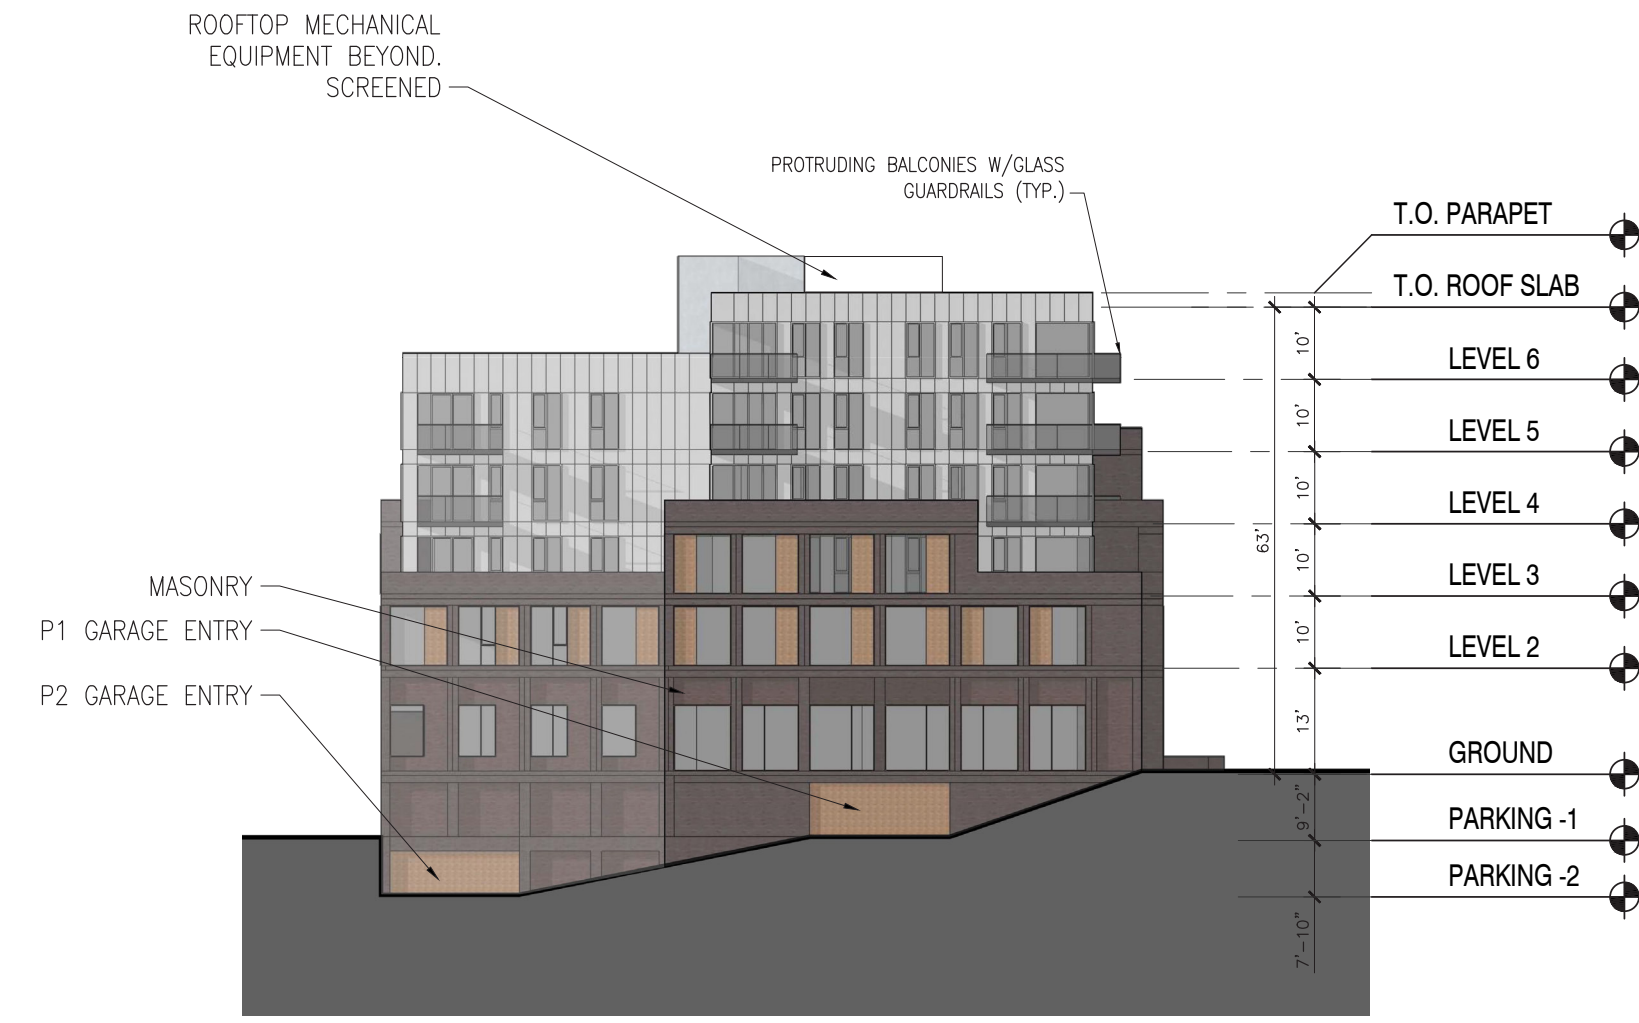 ROOFTOP MECHANICAL
EQUIPMENT BEYOND.
SCREENED
PROTRUDING BALCONIES W/GLASS
GUARDRAILS (TYP.)
T.O. PARAPET
T.O. ROOF SLAB
10'
LEVEL 6
10'
LEVEL 5
10'
LEVEL 4
63'
10'
LEVEL 3
MASONRY
P1 GARAGE ENTRY
10'
LEVEL 2
P2 GARAGE ENTRY
13'
GROUND
9'-2"
PARKING -1
PARKING -2
7'-10"